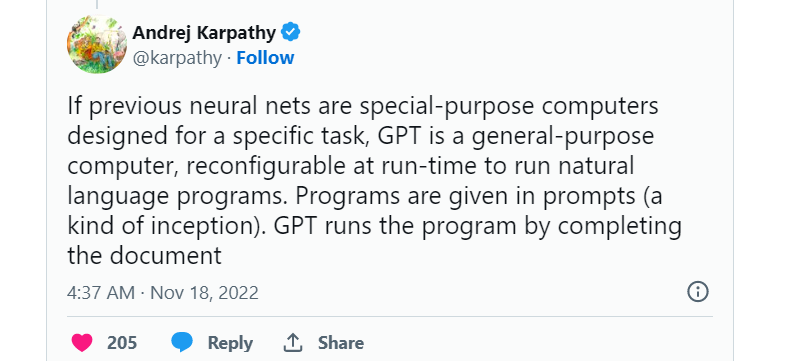 Andrej Karpathy
@karpathy · Follow
If previous neural nets are special-purpose computers
designed for a specific task, GPT is a general-purpose
computer, reconfigurable at run-time to run natural
language programs. Programs are given in prompts (a
kind of inception). GPT runs the program by completing
the document
4:37 AM · Nov 18, 2022
205 Reply Share